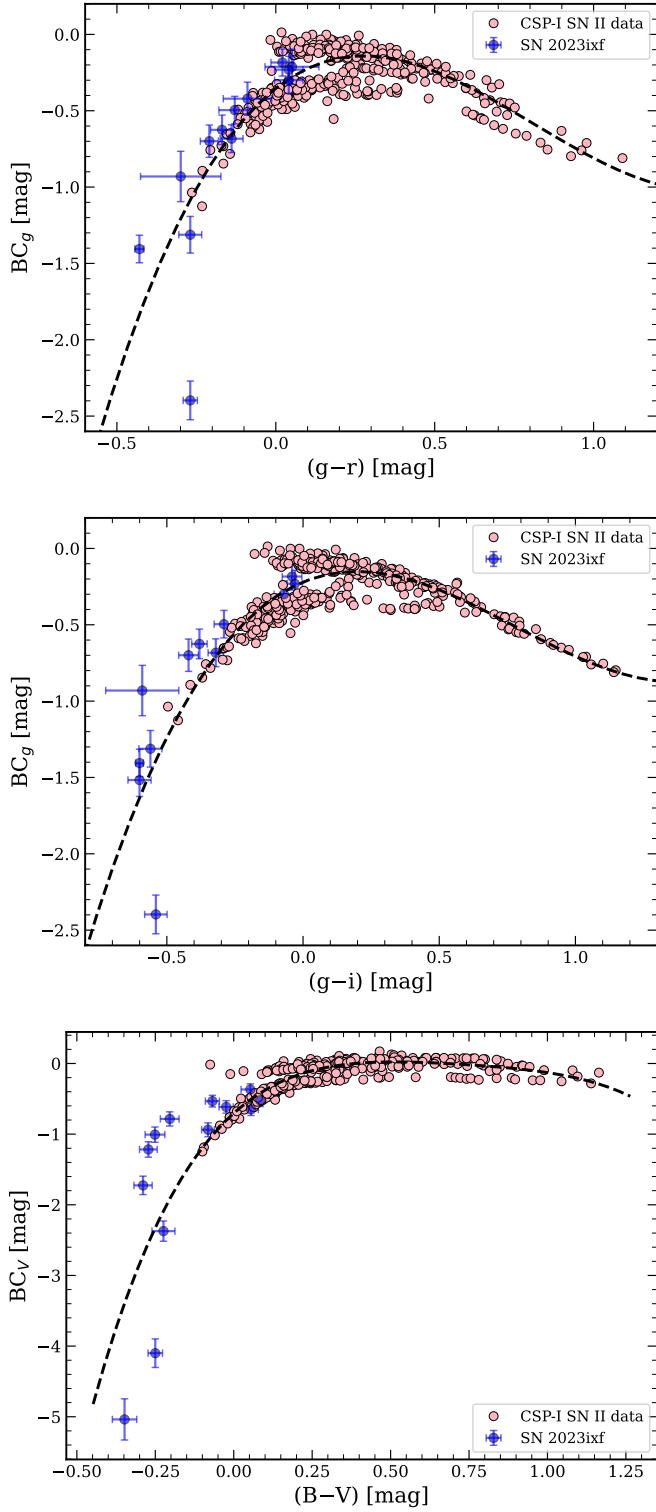 0.0
−0.5
−1.0
−1.5
−2.0
−2.5
BC_g [mag]
CSP-I SN II data
SN 2023ixf
−0.5 0.0 0.5 1.0
(g−r) [mag]
0.0
−0.5
−1.0
−1.5
−2.0
−2.5
BC_g [mag]
CSP-I SN II data
SN 2023ixf
−0.5 0.0 0.5 1.0
(g−i) [mag]
0
−1
−2
−3
−4
−5
BC_V [mag]
CSP-I SN II data
SN 2023ixf
−0.50 −0.25 0.00 0.25 0.50 0.75 1.00 1.25
(B−V) [mag]